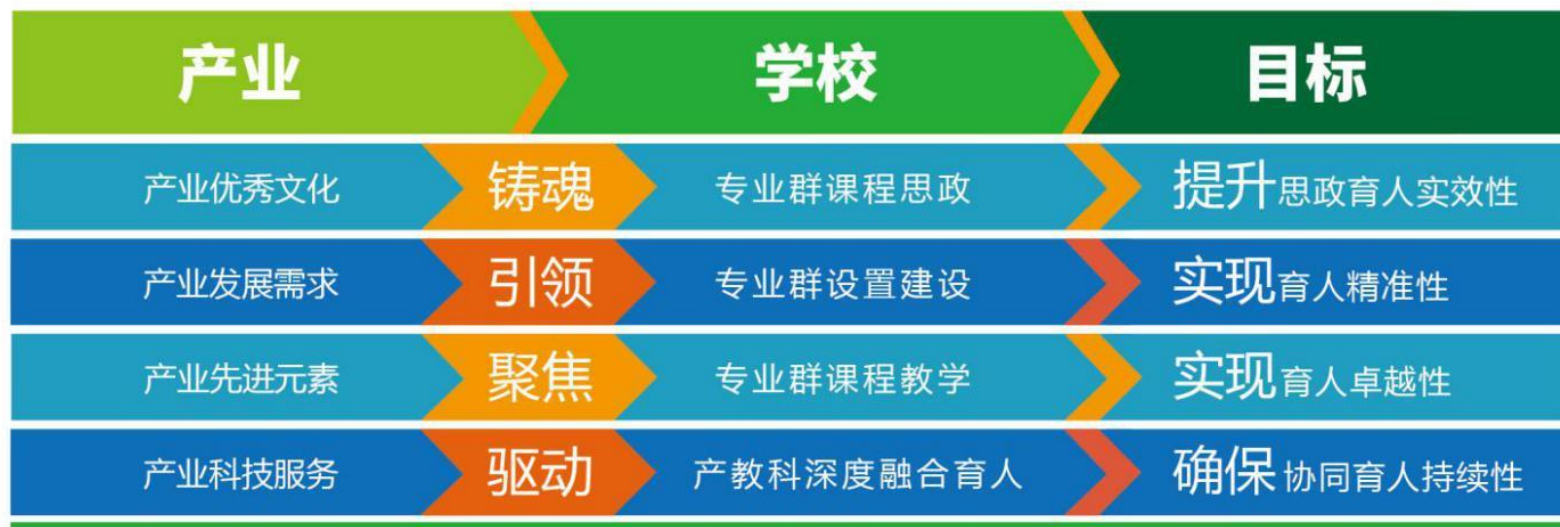 产业 学校 目标
产业优秀文化 铸魂 专业群课程思政 提升思政育人实效性
产业发展需求 引领 专业群设置建设 实现育人精准性
产业先进元素 聚焦 专业群课程教学 实现育人卓越性
产业科技服务 驱动 产教科深度融合育人 确保协同育人持续性